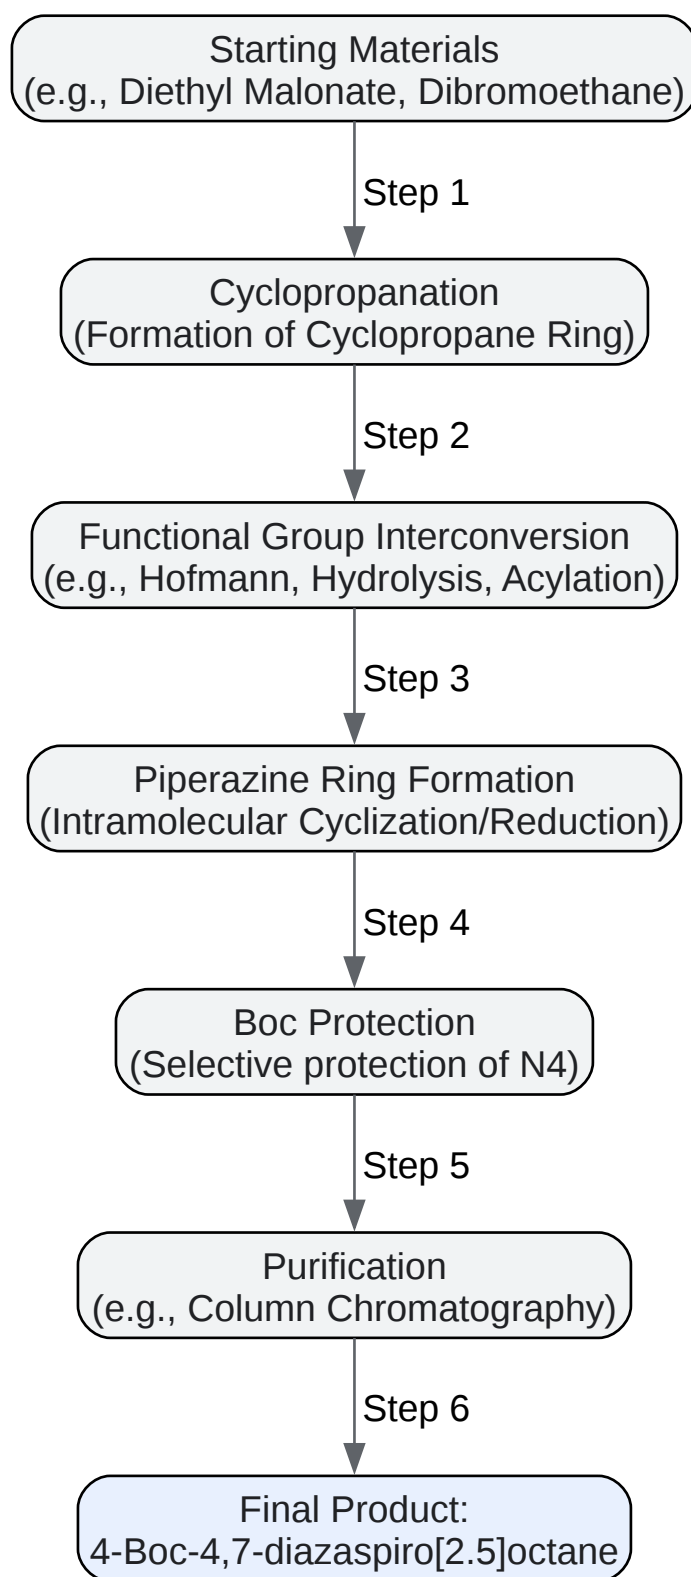 Starting Materials
(e.g., Diethyl Malonate, Dibromoethane)
Step 1
Cyclopropanation
(Formation of Cyclopropane Ring)
Step 2
Functional Group Interconversion
(e.g., Hofmann, Hydrolysis, Acylation)
Step 3
Piperazine Ring Formation
(Intramolecular Cyclization/Reduction)
Step 4
Boc Protection
(Selective protection of N4)
Step 5
Purification
(e.g., Column Chromatography)
Step 6
Final Product:
4-Boc-4,7-diazaspiro[2.5]octane